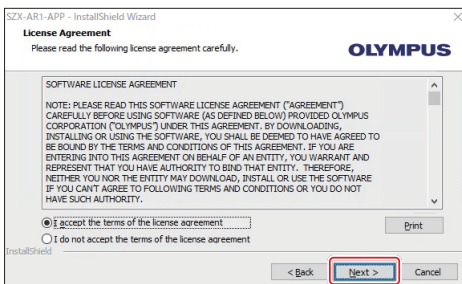 SZX-AR1-APP - InstallShield Wizard
License Agreement
Please read the following license agreement carefully.
OLYMPUS
SOFTWARE LICENSE AGREEMENT
NOTE: PLEASE READ THIS SOFTWARE LICENSE AGREEMENT ("AGREEMENT")
CAREFULLY BEFORE USING SOFTWARE (AS DEFINED BELOW) PROVIDED OLYMPUS
CORPORATION ("OLYMPUS") UNDER THIS AGREEMENT. BY DOWNLOADING,
INSTALLING OR USING THE SOFTWARE, YOU SHALL BE DEEMED TO HAVE AGREED TO
BE BOUND BY THE TERMS AND CONDITIONS OF THIS AGREEMENT. IF YOU ARE
ENTERING INTO THIS AGREEMENT ON BEHALF OF AN ENTITY, YOU WARRANT AND
REPRESENT THAT YOU HAVE AUTHORITY TO BIND THAT ENTITY. THEREFORE,
NEITHER YOU NOR THE ENTITY MAY DOWNLOAD, INSTALL OR USE THE SOFTWARE
IF YOU CAN'T AGREE TO FOLLOWING TERMS AND CONDITIONS OR YOU DO NOT
HAVE SUCH AUTHORITY.
I accept the terms of the license agreement
Print
I do not accept the terms of the license agreement
InstallShield
< Back
Next >
Cancel